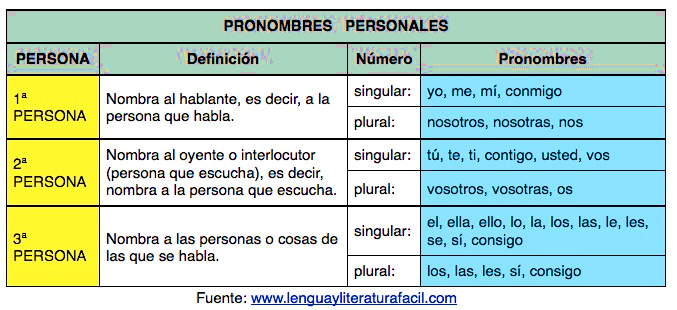 PRONOMBRES PERSONALES
PERSONA Definición Número Pronombres
1ª PERSONA
Nombra al hablante, es decir, a la
persona que habla.
singular: yo, me, mí, conmigo
plural: nosotros, nosotras, nos
2ª PERSONA
Nombra al oyente o interlocutor
(persona que escucha), es decir,
nombra a la persona que escucha.
singular: tú, te, ti, contigo, usted, vos
plural: vosotros, vosotras, os
3ª PERSONA
Nombra a las personas o cosas de
las que se habla.
singular: el, ella, ello, lo, la, los, las, le, les,
se, sí, consigo
plural: los, las, les, sí, consigo
Fuente: www.lenguayliteraturafacil.com